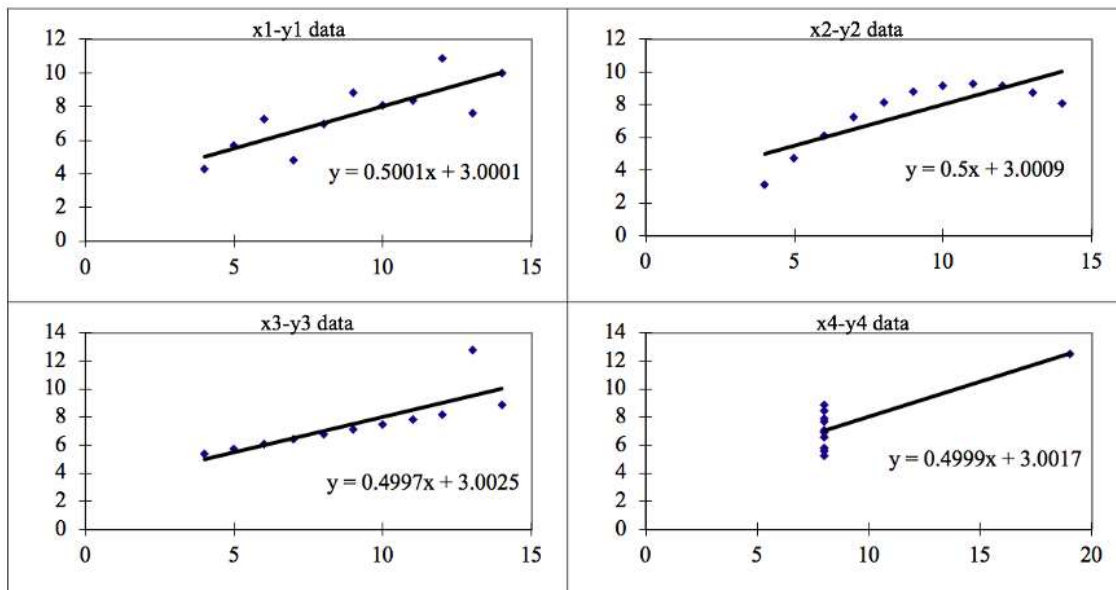 x1-y1 data
12
10
8
6
4
2
0
y = 0.5001x + 3.0001
0 5 10 15
x2-y2 data
12
10
8
6
4
2
0
y = 0.5x + 3.0009
0 5 10 15
x3-y3 data
14
12
10
8
6
4
2
0
y = 0.4997x + 3.0025
0 5 10 15
x4-y4 data
14
12
10
8
6
4
2
0
y = 0.4999x + 3.0017
0 5 10 15 20